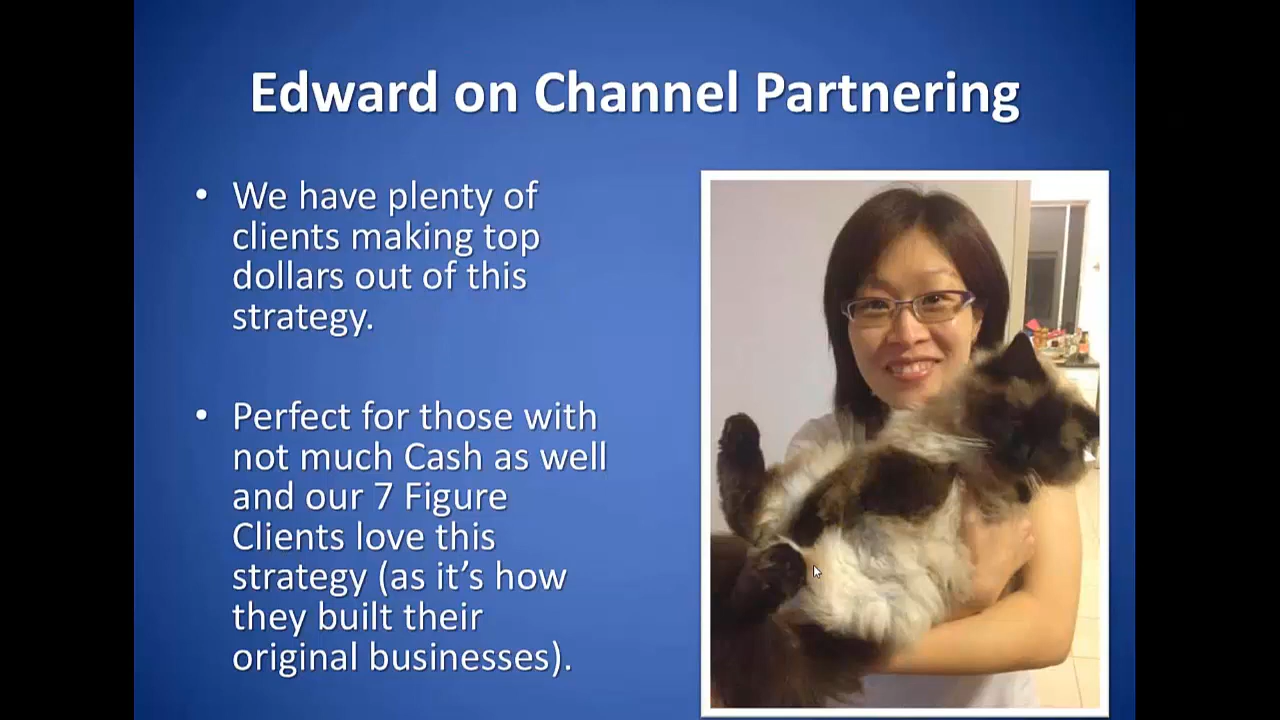 Edward on Channel Partnering
• We have plenty of
clients making top
dollars out of this
strategy.
• Perfect for those with
not much Cash as well
and our 7 Figure
Clients love this
strategy (as it’s how
they built their
original businesses).